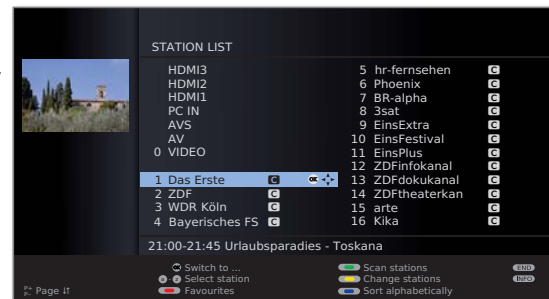 STATION LIST
HDMI3
HDMI2
HDMI1
PC IN
AVS
AV
0 VIDEO
1 Das Erste C OK
2 ZDF C
3 WDR Köln C
4 Bayerisches FS C
5 hr-fernsehen C
6 Phoenix C
7 BR-alpha C
8 3sat C
9 EinsExtra C
10 EinsFestival C
11 EinsPlus C
12 ZDFinfokanal C
13 ZDFdokukanal C
14 ZDFtheaterkan C
15 arte C
16 Kika C
21:00-21:45 Urlaubsparadies - Toskana
OK Switch to ...
Select station
Favourites
Scan stations
Change stations
Sort alphabetically
END
INFO
P+
P- Page